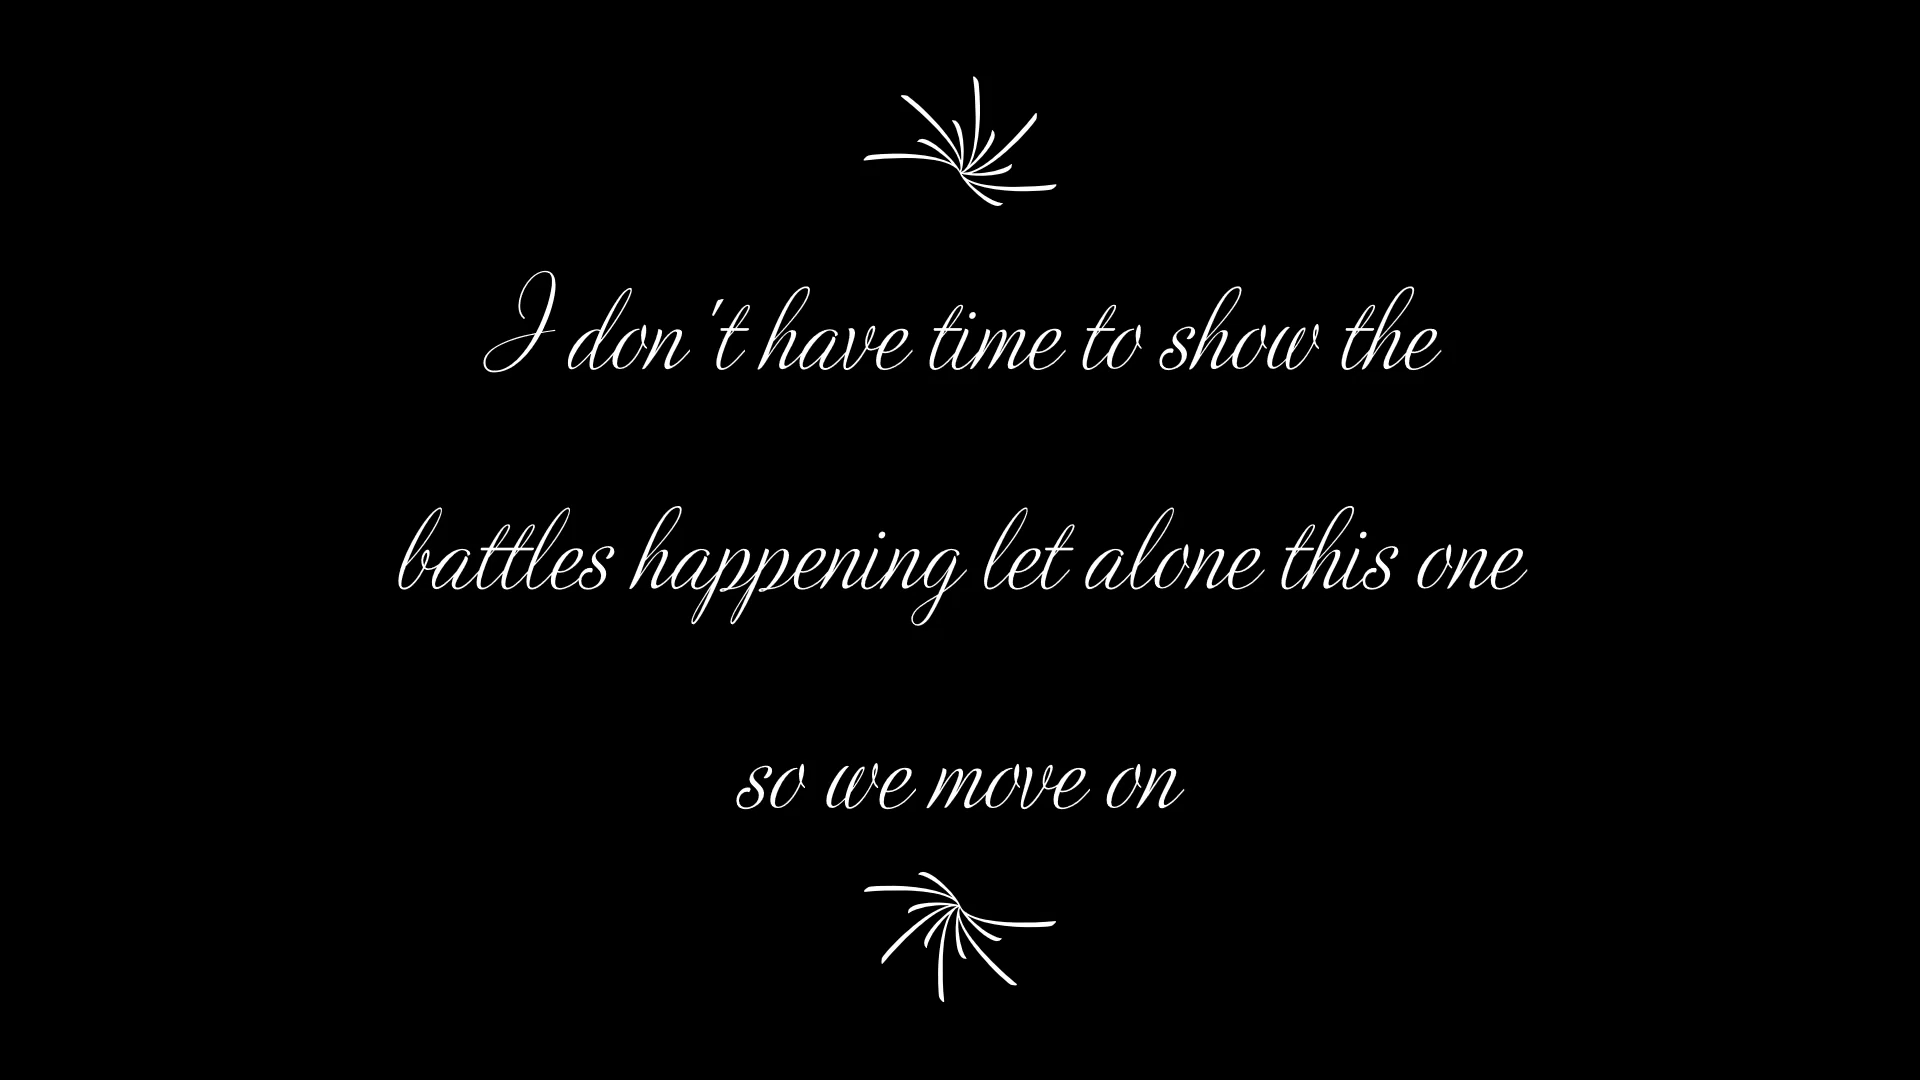 I don't have time to show the
battles happening let alone this one
so we move on